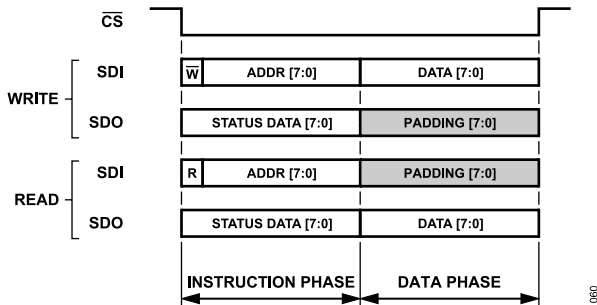 CS
SDI W ADDR [7:0] DATA [7:0]
WRITE
SDO STATUS DATA [7:0] PADDING [7:0]
SDI R ADDR [7:0] PADDING [7:0]
READ
SDO STATUS DATA [7:0] DATA [7:0]
INSTRUCTION PHASE DATA PHASE
060